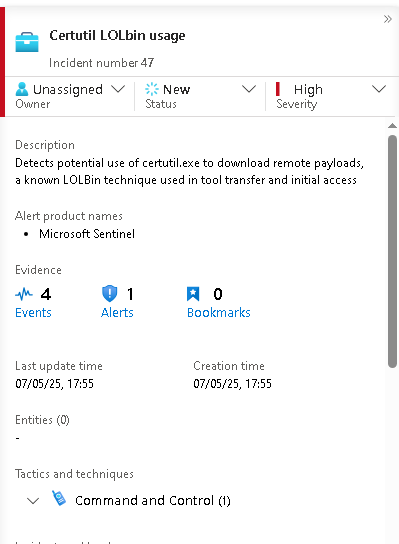 »
Certutil LOLbin usage
Incident number 47
Unassigned
Owner
New
Status
High
Severity
Description
Detects potential use of certutil.exe to download remote payloads,
a known LOLBin technique used in tool transfer and initial access
Alert product names
• Microsoft Sentinel
Evidence
4
Events
1
Alerts
0
Bookmarks
Last update time
07/05/25, 17:55
Creation time
07/05/25, 17:55
Entities (0)
-
Tactics and techniques
Command and Control (1)